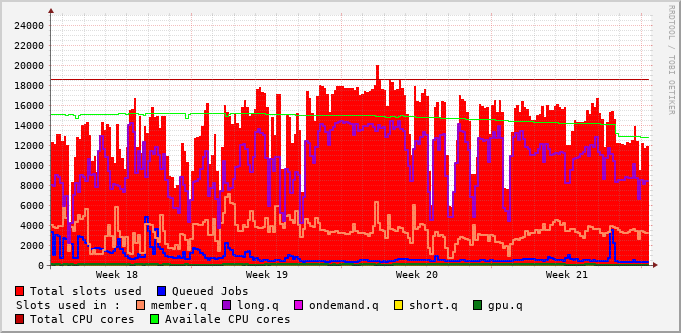 RRDTOOL / TOBI OETIKER
24000
22000
20000
18000
16000
14000
12000
10000
8000
6000
4000
2000
0
Week 18 Week 19 Week 20 Week 21
Total slots used Queued Jobs
Slots used in : member.q long.q ondemand.q short.q gpu.q
Total CPU cores Availale CPU cores